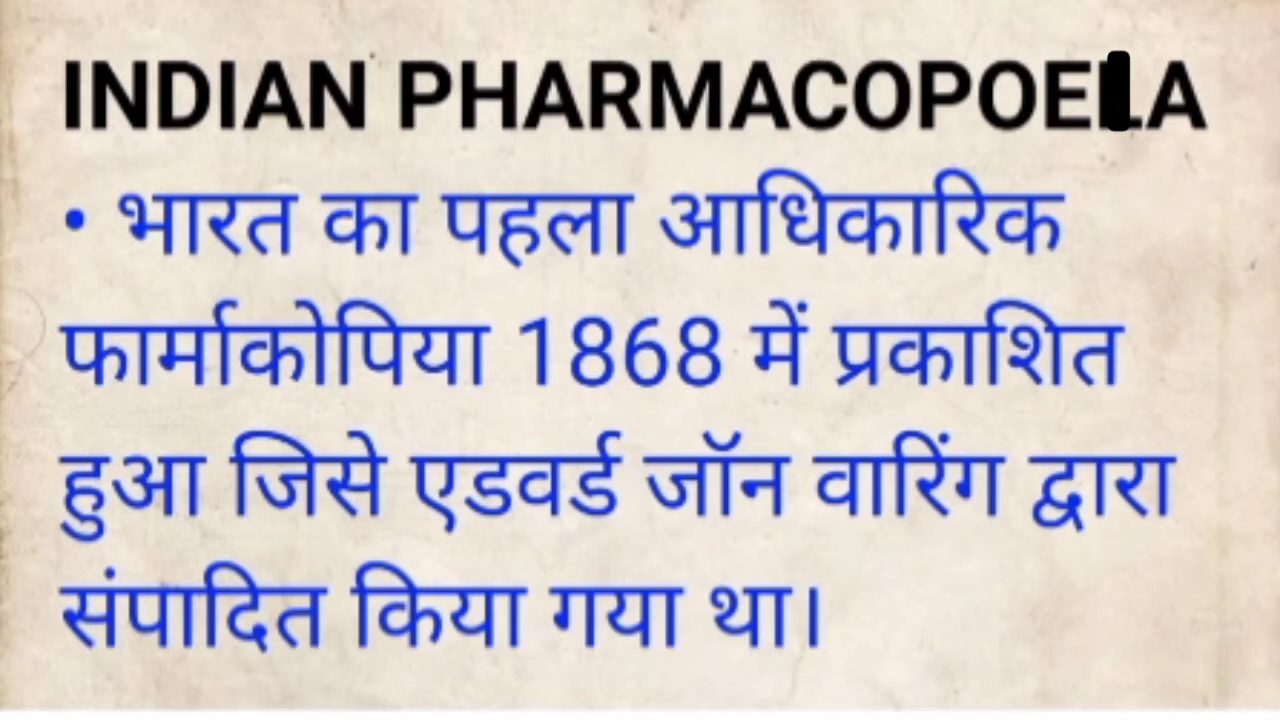 INDIAN PHARMACOPOEIA
• भारत का पहला आधिकारिक
फार्माकोपिया 1868 में प्रकाशित
हुआ जिसे एडवर्ड जॉन वारिंग द्वारा
संपादित किया गया था।